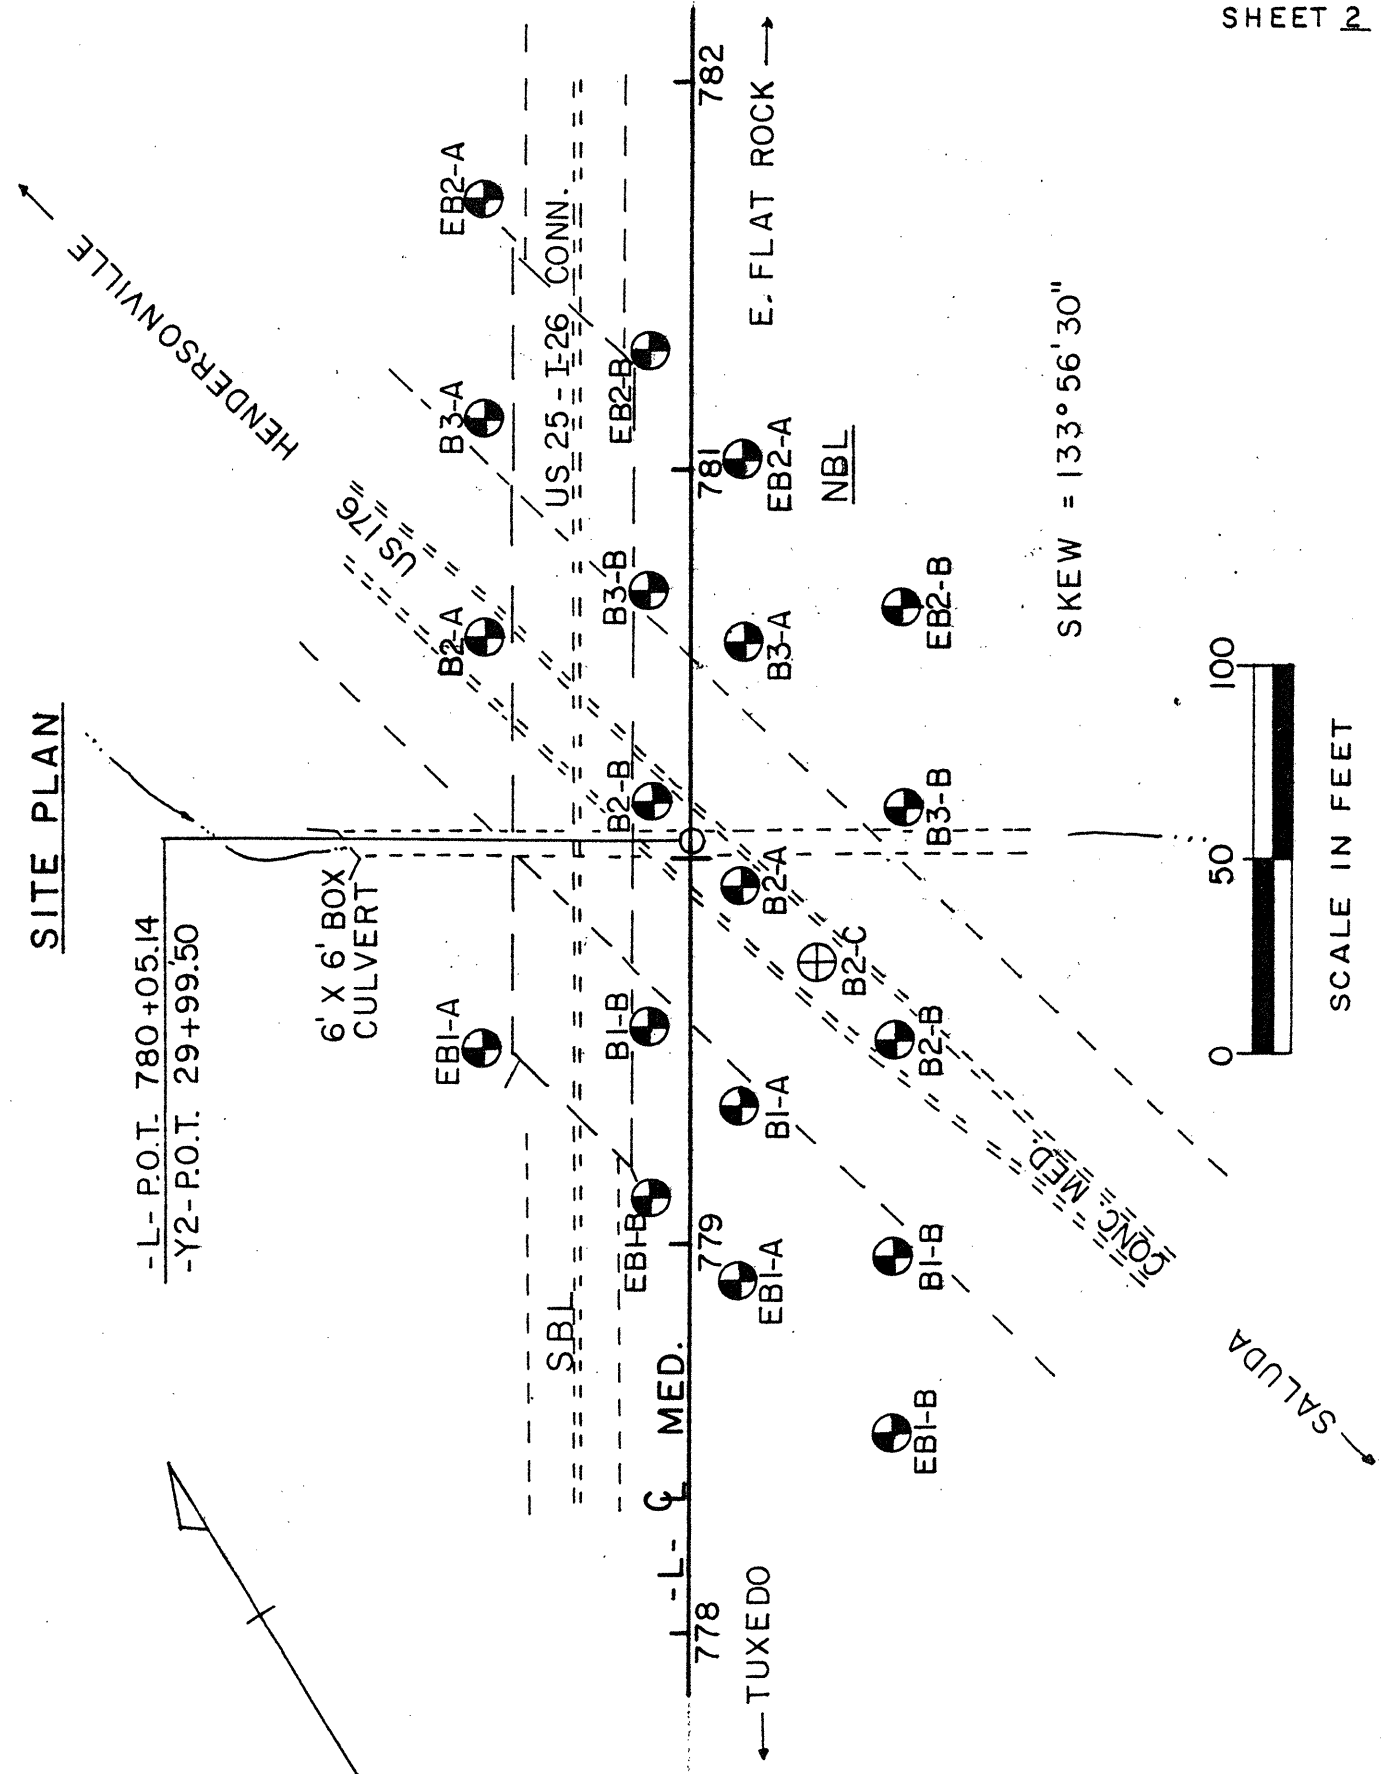 SHEET 2
SITE PLAN
-L- P.O.T. 780+05.14
-Y2- P.O.T. 29+99.50
6' X 6' BOX
CULVERT
HENDERSONVILLE
US 176
EB2-A
B3-A
B2-A
EB1-A
US 25 - I-26 CONN.
SBL
EB2-B
B3-B
B2-B
B1-B
EB1-B
-L- CL MED.
778
779
781
782
TUXEDO
E. FLAT ROCK
EB2-A
NBL
B3-A
B2-A
B2-C
B1-A
EB1-A
EB2-B
B3-B
B2-B
B1-B
EB1-B
CONC. MED.
SALUDA
SKEW = 133° 56' 30"
0 50 100
SCALE IN FEET